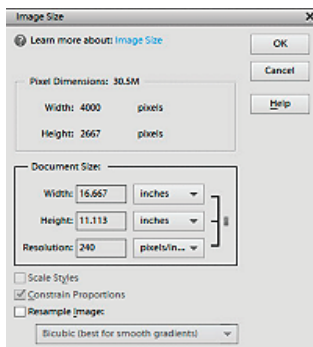 Image Size
X
Learn more about: Image Size
OK
Cancel
Help
Pixel Dimensions: 30.5M
Width: 4000 pixels
Height: 2667 pixels
Document Size:
Width: 16.667 inches
Height: 11.113 inches
Resolution: 240 pixels/in...
Scale Styles
Constrain Proportions
Resample Image:
Bicubic (best for smooth gradients)